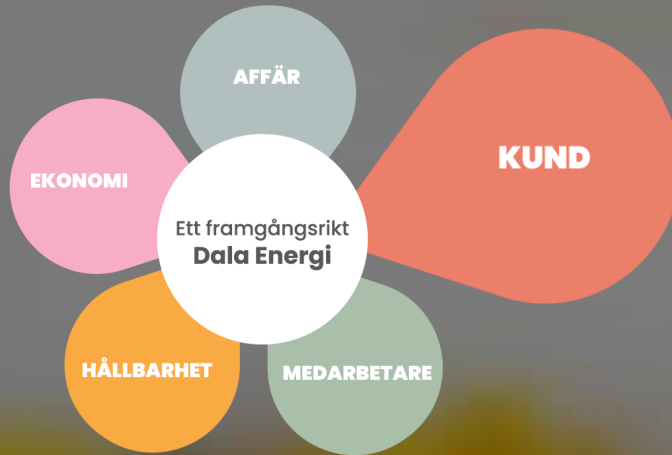 AFFÄR
KUND
EKONOMI
Ett framgångsrikt
Dala Energi
HÅLLBARHET
MEDARBETARE